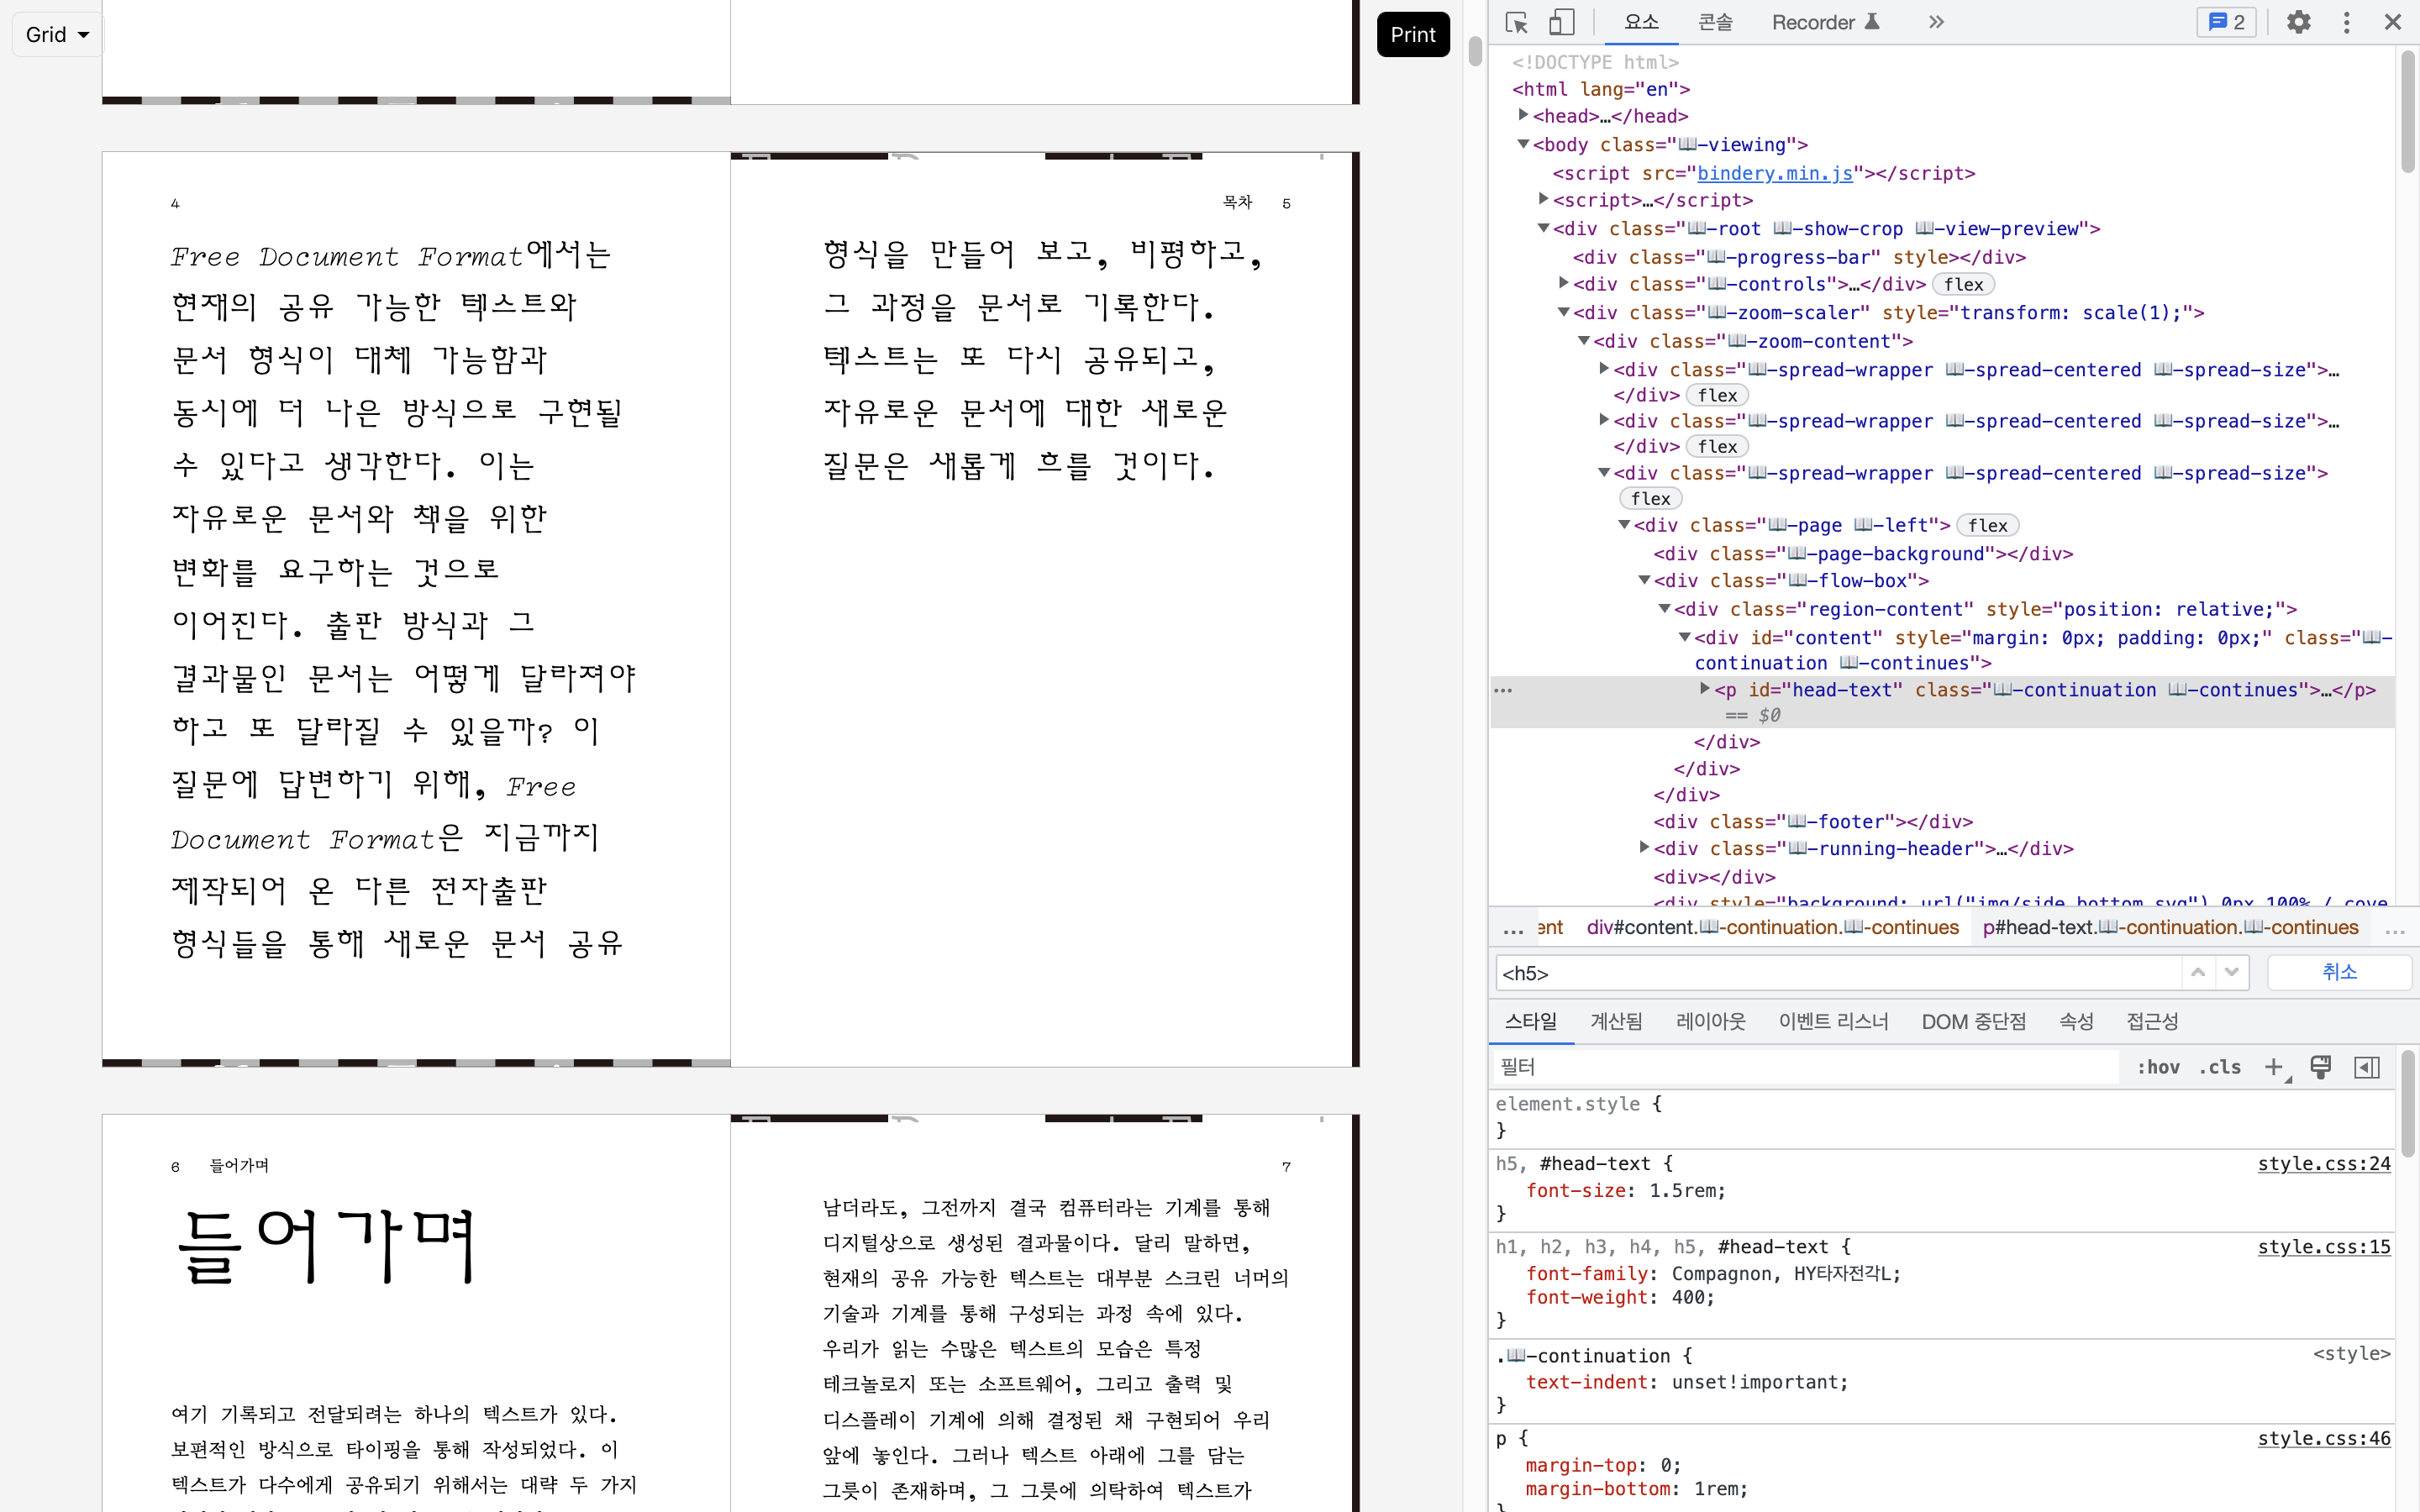 Grid
Print
4
Free Document Format에서는
현재의 공유 가능한 텍스트와
문서 형식이 대체 가능함과
동시에 더 나은 방식으로 구현될
수 있다고 생각한다. 이는
자유로운 문서와 책을 위한
변화를 요구하는 것으로
이어진다. 출판 방식과 그
결과물인 문서는 어떻게 달라져야
하고 또 달라질 수 있을까? 이
질문에 답변하기 위해, Free
Document Format은 지금까지
제작되어 온 다른 전자출판
형식들을 통해 새로운 문서 공유
목차 5
형식을 만들어 보고, 비평하고,
그 과정을 문서로 기록한다.
텍스트는 또 다시 공유되고,
자유로운 문서에 대한 새로운
질문은 새롭게 흐를 것이다.
6 들어가며
들어가며
여기 기록되고 전달되려는 하나의 텍스트가 있다.
보편적인 방식으로 타이핑을 통해 작성되었다. 이
텍스트가 다수에게 공유되기 위해서는 대략 두 가지
7
남더라도, 그전까지 결국 컴퓨터라는 기계를 통해
디지털상으로 생성된 결과물이다. 달리 말하면,
현재의 공유 가능한 텍스트는 대부분 스크린 너머의
기술과 기계를 통해 구성되는 과정 속에 있다.
우리가 읽는 수많은 텍스트의 모습은 특정
테크놀로지 또는 소프트웨어, 그리고 출력 및
디스플레이 기계에 의해 결정된 채 구현되어 우리
앞에 놓인다. 그러나 텍스트 아래에 그를 담는
그릇이 존재하며, 그 그릇에 의탁하여 텍스트가
요소 콘솔 Recorder 2
<!DOCTYPE html>
<html lang="en">
<head>…</head>
<body class="📖-viewing">
<script src="bindery.min.js"></script>
<script>…</script>
<div class="📖-root 📖-show-crop 📖-view-preview">
<div class="📖-progress-bar" style></div>
<div class="📖-controls">…</div> flex
<div class="📖-zoom-scaler" style="transform: scale(1);">
<div class="📖-zoom-content">
<div class="📖-spread-wrapper 📖-spread-centered 📖-spread-size">…
</div> flex
<div class="📖-spread-wrapper 📖-spread-centered 📖-spread-size">…
</div> flex
<div class="📖-spread-wrapper 📖-spread-centered 📖-spread-size">
flex
<div class="📖-page 📖-left"> flex
<div class="📖-page-background"></div>
<div class="📖-flow-box">
<div class="region-content" style="position: relative;">
<div id="content" style="margin: 0px; padding: 0px;" class="📖-
continuation 📖-continues">
<p id="head-text" class="📖-continuation 📖-continues">…</p>
== $0
</div>
</div>
</div>
<div class="📖-footer"></div>
<div class="📖-running-header">…</div>
<div></div>
<div style="background: url("img/side_bottom.svg") 0px 100% / cove
… ent div#content.📖-continuation.📖-continues p#head-text.📖-continuation.📖-continues …
<h5> 취소
스타일 계산됨 레이아웃 이벤트 리스너 DOM 중단점 속성 접근성
필터 :hov .cls +
element.style {
}
h5, #head-text { style.css:24
font-size: 1.5rem;
}
h1, h2, h3, h4, h5, #head-text { style.css:15
font-family: Compagnon, HY타자전각L;
font-weight: 400;
}
.📖-continuation { <style>
text-indent: unset!important;
}
p { style.css:46
margin-top: 0;
margin-bottom: 1rem;